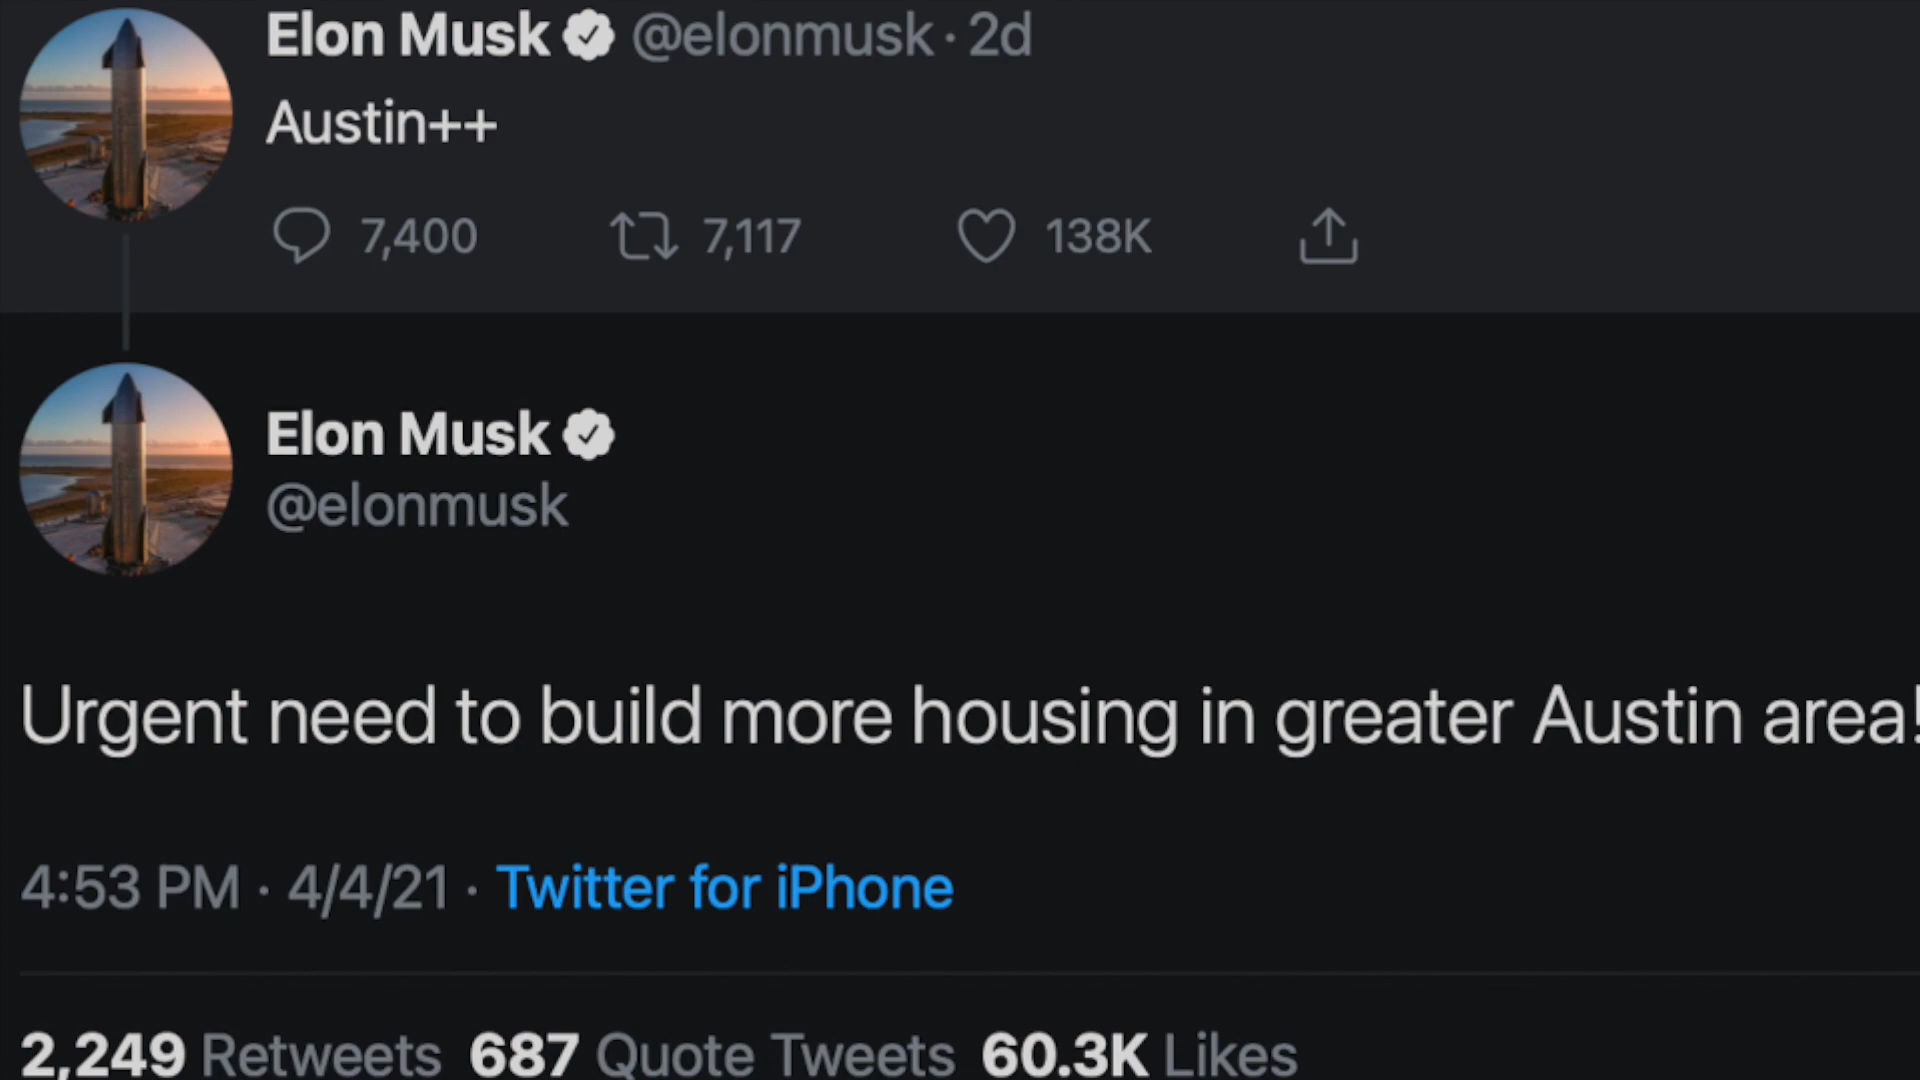 Elon Musk @elonmusk · 2d
Austin++
7,400 7,117 138K
Elon Musk
@elonmusk
Urgent need to build more housing in greater Austin area!
4:53 PM · 4/4/21 · Twitter for iPhone
2,249 Retweets 687 Quote Tweets 60.3K Likes